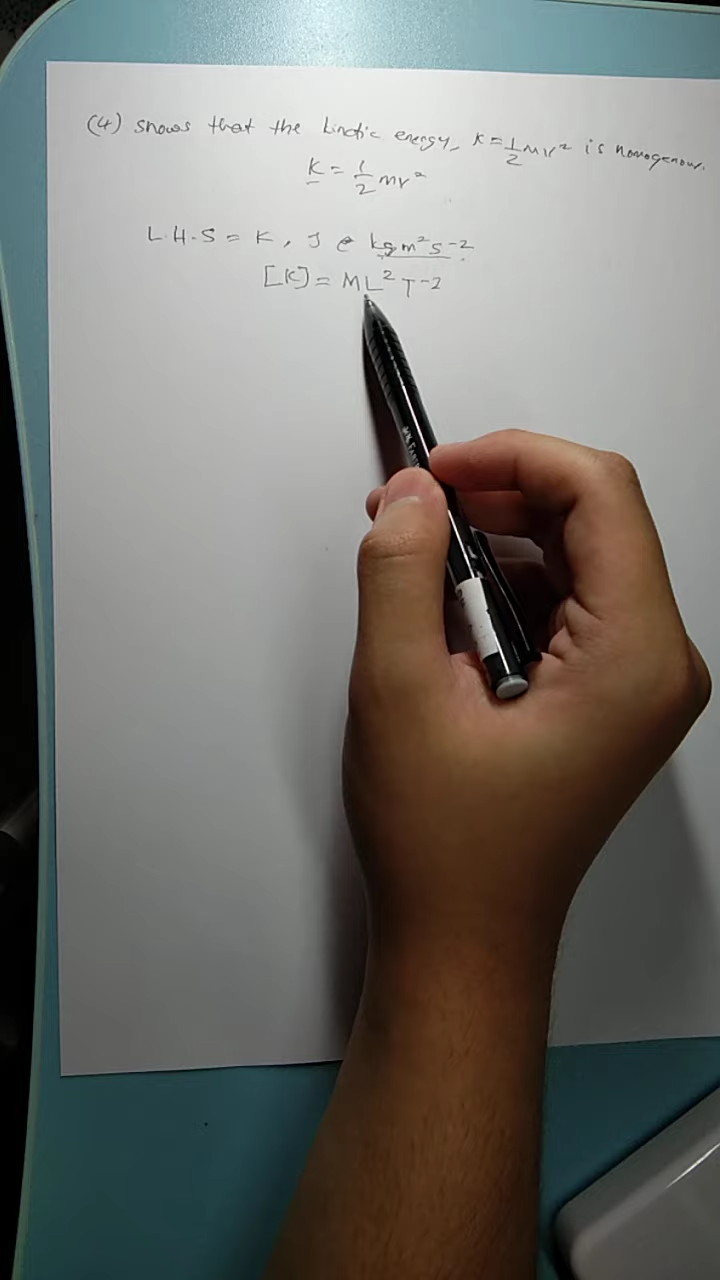 (4) shows that the kinetic energy, K = 1/2 mv² is homogenous.
K = 1/2 mv²
L.H.S = K, J @ kgm²s-2
[K] = ML²T-2